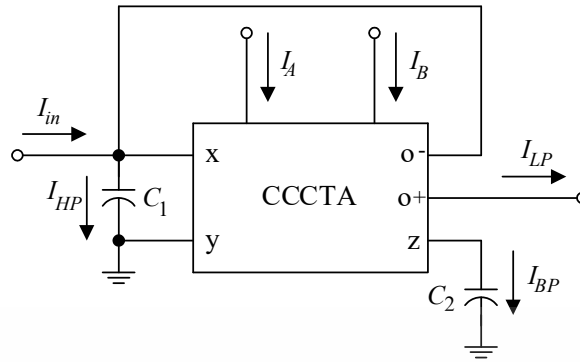 I_A
I_B
I_in
x
o-
I_LP
I_HP
C_1
CCCTA
o+
y
z
C_2
I_BP